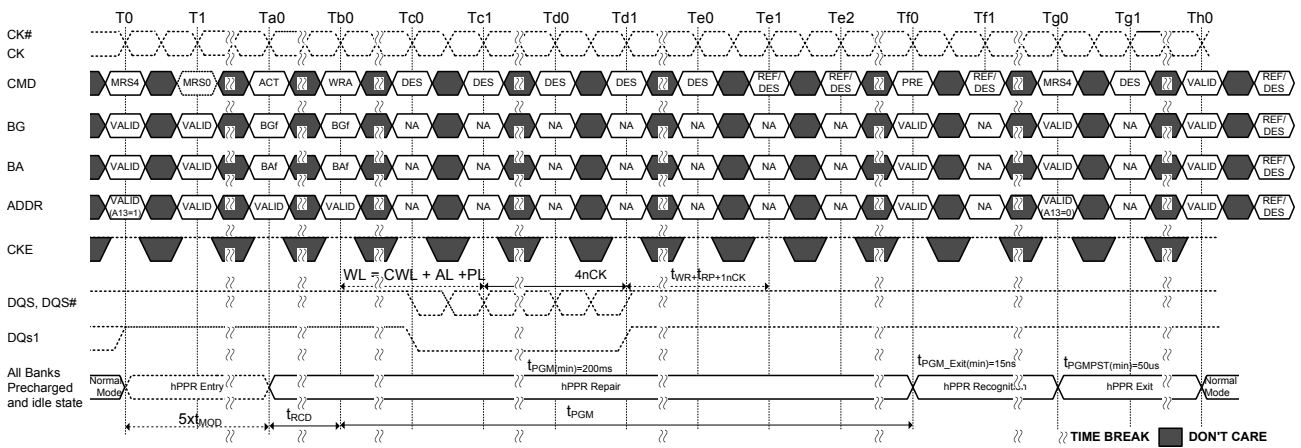 T0 T1 Ta0 Tb0 Tc0 Tc1 Td0 Td1 Te0 Te1 Te2 Tf0 Tf1 Tg0 Tg1 Th0
CK#
CK
CMD MRS4 MRS0 ACT WRA DES DES DES DES DES REF/DES REF/DES PRE REF/DES MRS4 DES VALID REF/DES
BG VALID VALID BGf BGf NA NA NA NA NA NA NA VALID NA VALID NA VALID REF/DES
BA VALID VALID BAf BAf NA NA NA NA NA NA NA VALID NA VALID NA VALID REF/DES
ADDR VALID (A13=1) VALID VALID VALID NA NA NA NA NA NA NA VALID NA VALID (A13=0) NA VALID REF/DES
CKE
WL = CWL + AL +PL 4nCK tWR+tRP+1nCK
DQS, DQS#
DQs1
All Banks
Precharged
and idle state
tPGM(min)=200ms tPGM_Exit(min)=15ns tPGMPST(min)=50us
Normal Mode hPPR Entry hPPR Repair hPPR Recognition hPPR Exit Normal Mode
5xtMOD tRCD tPGM
TIME BREAK DON'T CARE